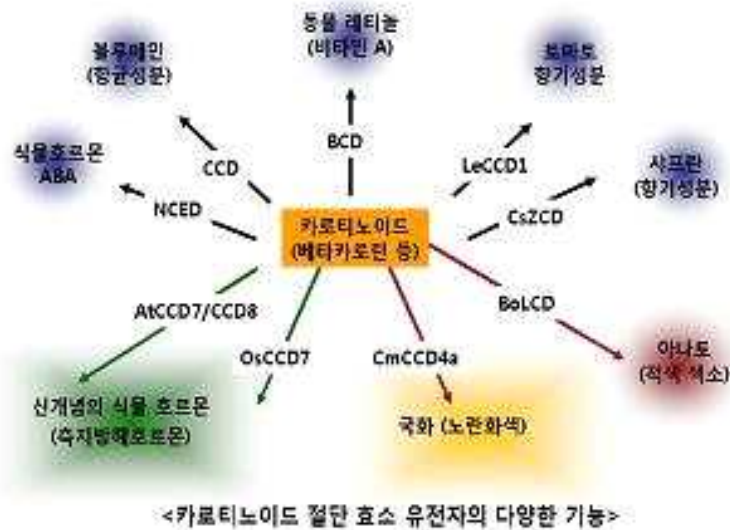 동물 레티놀
(비타민 A)
블루메인
(항균성분)
토마토
향기성분
식물호르몬
ABA
샤프란
(향기성분)
BCD
CCD
LeCCD1
NCED
CsZCD
카로티노이드
(베타카로틴 등)
AtCCD7/CCD8
BoLCD
OsCCD7
CmCCD4a
아나토
(적색 색소)
신개념의 식물 호르몬
(측지방해호르몬)
국화 (노란화색)
<카로티노이드 절단 효소 유전자의 다양한 기능>